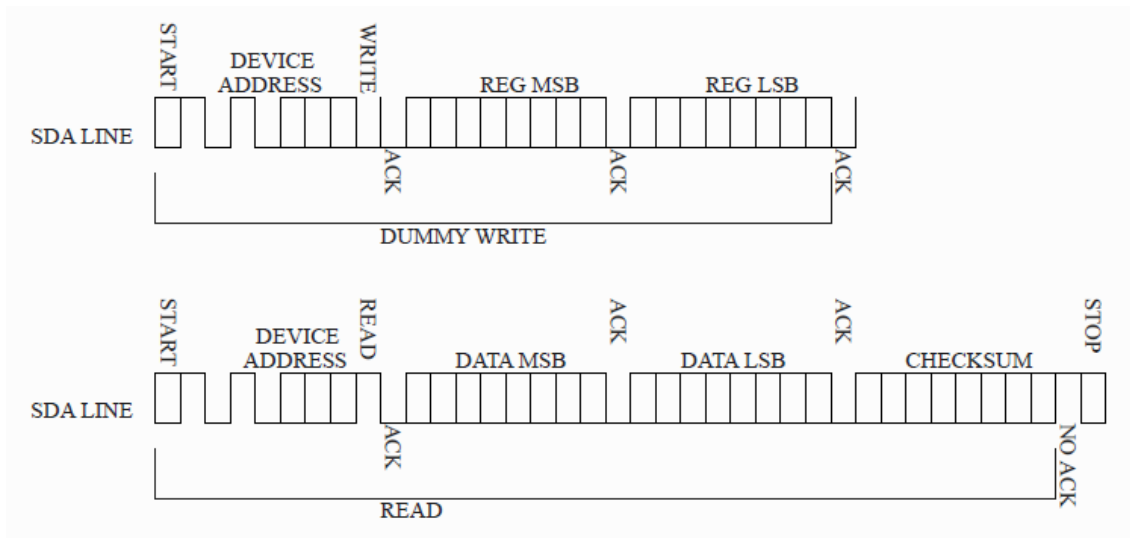 START
DEVICE
ADDRESS
WRITE
REG MSB
REG LSB
SDA LINE
ACK
ACK
ACK
DUMMY WRITE
START
DEVICE
ADDRESS
READ
ACK
ACK
STOP
DATA MSB
DATA LSB
CHECKSUM
SDA LINE
ACK
NO ACK
READ